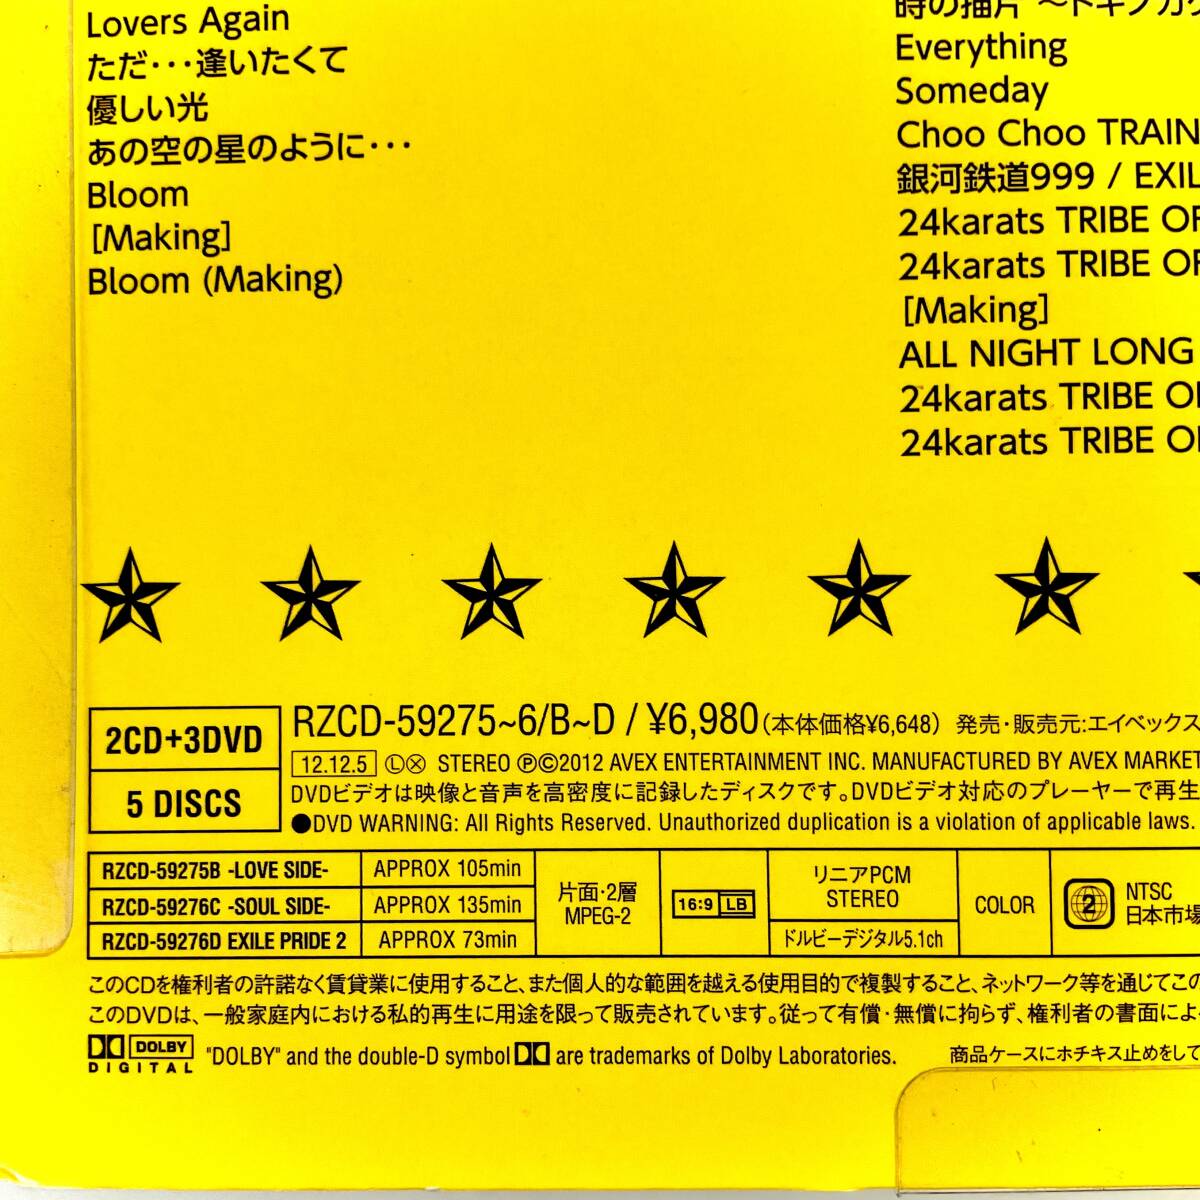 Lovers Again
ただ･･･逢いたくて
優しい光
あの空の星のように･･･
Bloom
[Making]
Bloom (Making)
Everything
Someday
Choo Choo TRAIN
銀河鉄道999 / EXIL
24karats TRIBE OF
24karats TRIBE OF
[Making]
ALL NIGHT LONG
24karats TRIBE OF
24karats TRIBE OF
2CD+3DVD
5 DISCS
RZCD-59275~6/B~D / ¥6,980(本体価格¥6,648) 発売・販売元:エイベックス
12.12.5 Ⓛ Ⓧ STEREO ℗©2012 AVEX ENTERTAINMENT INC. MANUFACTURED BY AVEX MARKET
DVDビデオは映像と音声を高密度に記録したディスクです。DVDビデオ対応のプレーヤーで再生
●DVD WARNING: All Rights Reserved. Unauthorized duplication is a violation of applicable laws.
RZCD-59275B -LOVE SIDE- APPROX 105min
RZCD-59276C -SOUL SIDE- APPROX 135min
RZCD-59276D EXILE PRIDE 2 APPROX 73min
片面・2層
MPEG-2
16:9 LB
リニアPCM
STEREO
ドルビーデジタル5.1ch
COLOR
2
NTSC
日本市場
このCDを権利者の許諾なく賃貸業に使用すること、また個人的な範囲を越える使用目的で複製すること、ネットワーク等を通じてこの
このDVDは、一般家庭内における私的再生に用途を限って販売されています。従って有償・無償に拘らず、権利者の書面によ
DOLBY
DIGITAL
"DOLBY" and the double-D symbol are trademarks of Dolby Laboratories.
商品ケースにホチキス止めをして